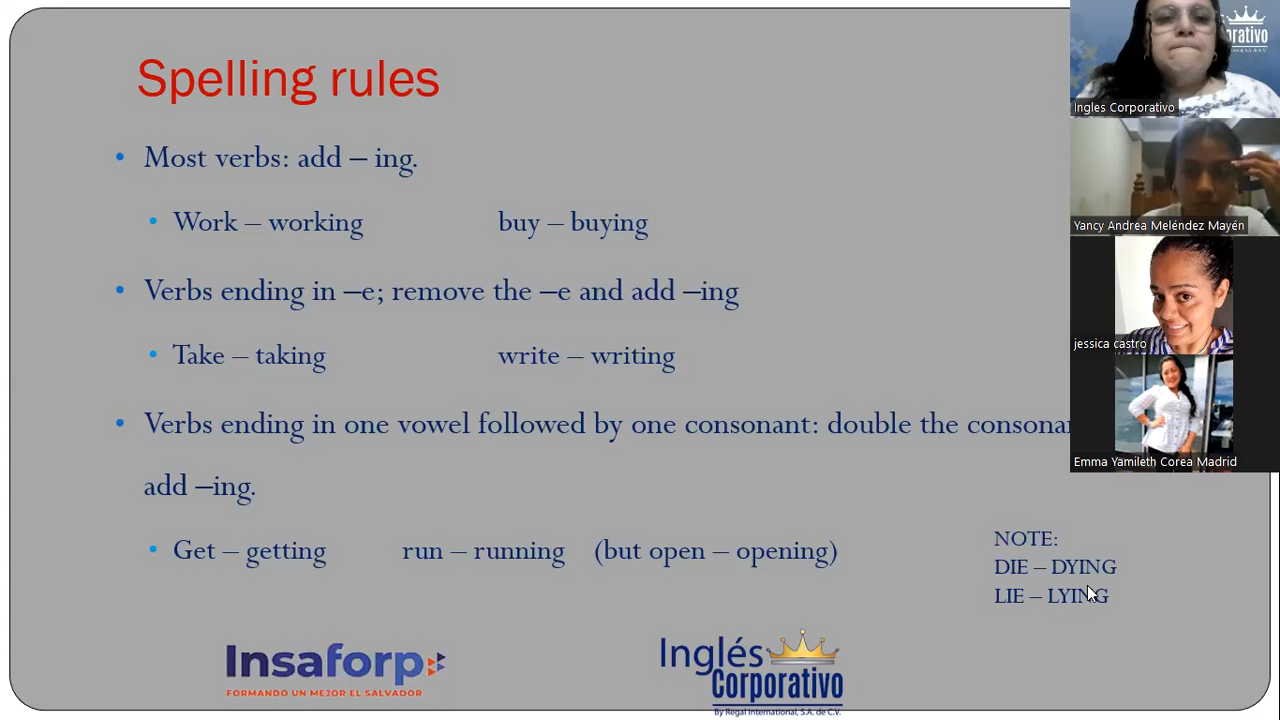 Spelling rules
Most verbs: add – ing.
Work – working buy – buying
Verbs ending in –e; remove the –e and add –ing
Take – taking write – writing
Verbs ending in one vowel followed by one consonant: double the
add –ing.
Get – getting run – running (but open – opening)
NOTE:
DIE – DYING
LIE – LYING
Insaforp
FORMANDO UN MEJOR EL SALVADOR
Inglés
Corporativo
By Regal International, S.A. de C.V.
Ingles Corporativo
Yancy Andrea Meléndez Mayén
jessica castro
Emma Yamileth Corea Madrid